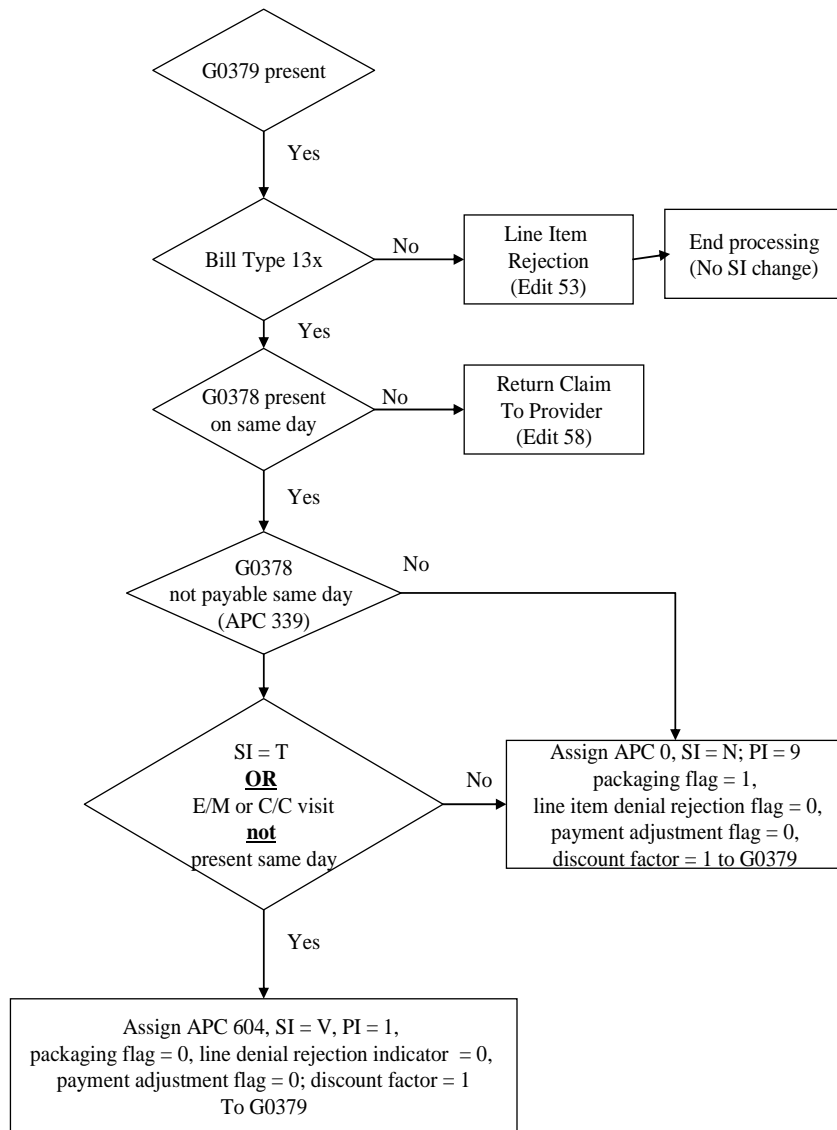 G0379 present
Yes
Bill Type 13x
No
Line Item
Rejection
(Edit 53)
End processing
(No SI change)
Yes
G0378 present
on same day
No
Return Claim
To Provider
(Edit 58)
Yes
G0378
not payable same day
(APC 339)
No
SI = T
OR
E/M or C/C visit
not
present same day
No
Assign APC 0, SI = N; PI = 9
packaging flag = 1,
line item denial rejection flag = 0,
payment adjustment flag = 0,
discount factor = 1 to G0379
Yes
Assign APC 604, SI = V, PI = 1,
packaging flag = 0, line denial rejection indicator = 0,
payment adjustment flag = 0; discount factor = 1
To G0379